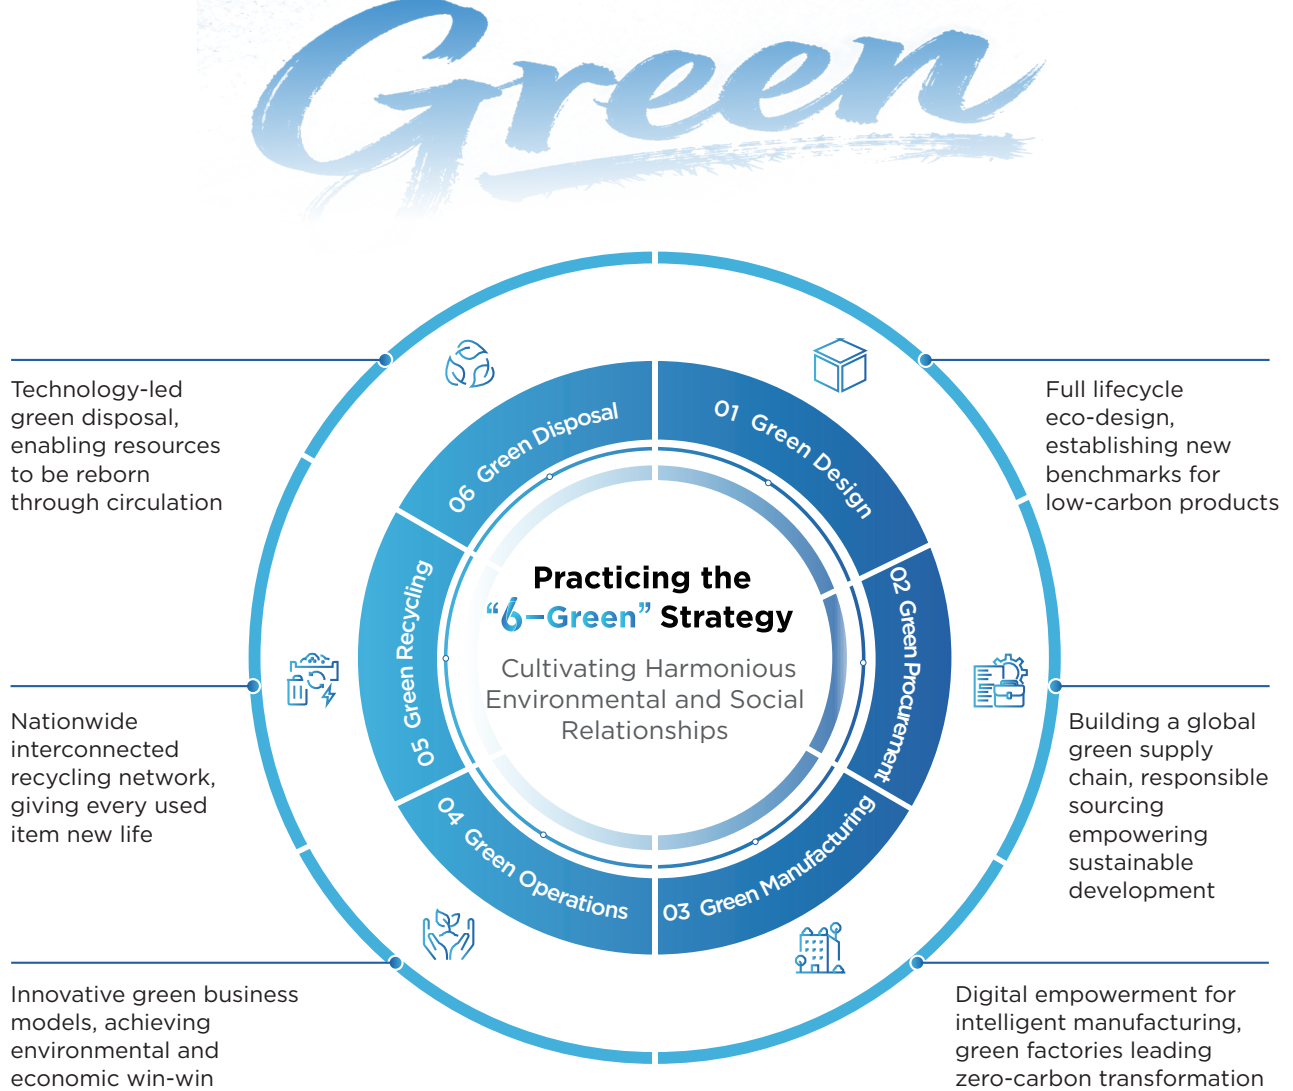 Green
Technology-led
green disposal,
enabling resources
to be reborn
through circulation
Full lifecycle
eco-design,
establishing new
benchmarks for
low-carbon products
01 Green Design
02 Green Procurement
03 Green Manufacturing
04 Green Operations
05 Green Recycling
06 Green Disposal
Practicing the
“6–Green” Strategy
Cultivating Harmonious
Environmental and Social
Relationships
Nationwide
interconnected
recycling network,
giving every used
item new life
Building a global
green supply
chain, responsible
sourcing
empowering
sustainable
development
Innovative green business
models, achieving
environmental and
economic win-win
Digital empowerment for
intelligent manufacturing,
green factories leading
zero-carbon transformation